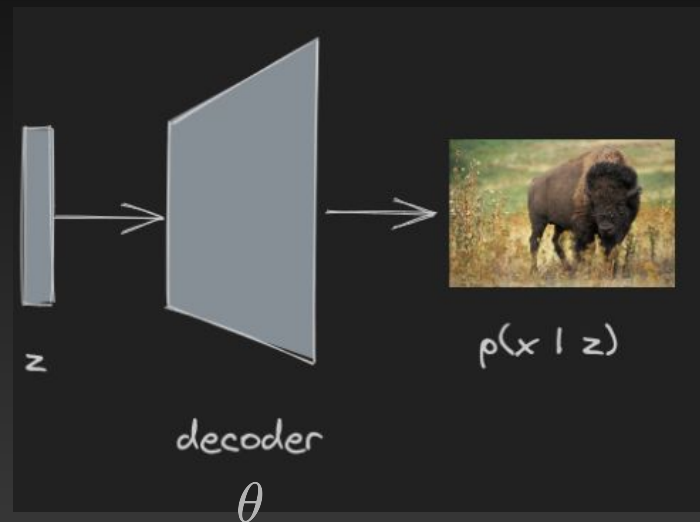 z
p(x | z)
decoder
θ